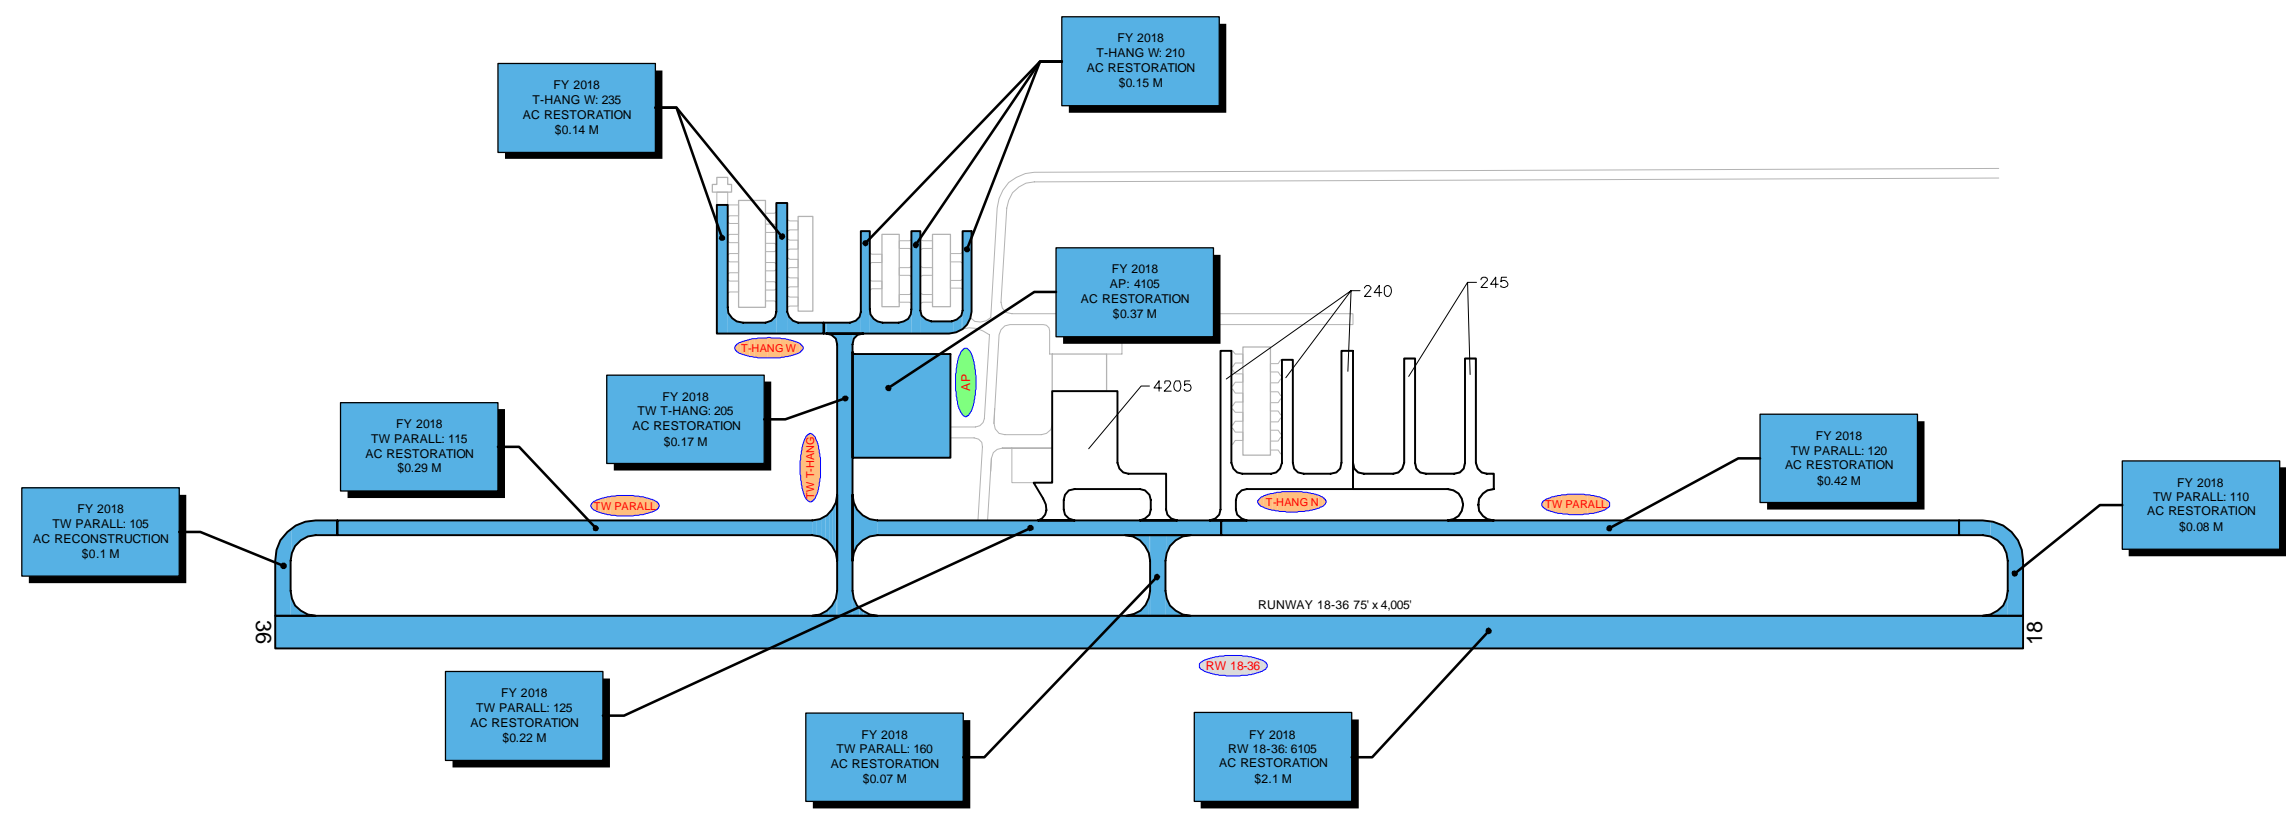 FY 2018
T-HANG W: 210
AC RESTORATION
$0.15 M
FY 2018
T-HANG W: 235
AC RESTORATION
$0.14 M
FY 2018
AP: 4105
AC RESTORATION
$0.37 M
240
245
T-HANG W
AP
4205
FY 2018
TW T-HANG: 205
AC RESTORATION
$0.17 M
FY 2018
TW PARALL: 115
AC RESTORATION
$0.29 M
FY 2018
TW PARALL: 120
AC RESTORATION
$0.42 M
TW T-HANG
FY 2018
TW PARALL: 105
AC RECONSTRUCTION
$0.1 M
TW PARALL
T-HANG N
TW PARALL
FY 2018
TW PARALL: 110
AC RESTORATION
$0.08 M
RUNWAY 18-36 75' x 4,005'
36
18
RW 18-36
FY 2018
TW PARALL: 125
AC RESTORATION
$0.22 M
FY 2018
TW PARALL: 160
AC RESTORATION
$0.07 M
FY 2018
RW 18-36: 6105
AC RESTORATION
$2.1 M